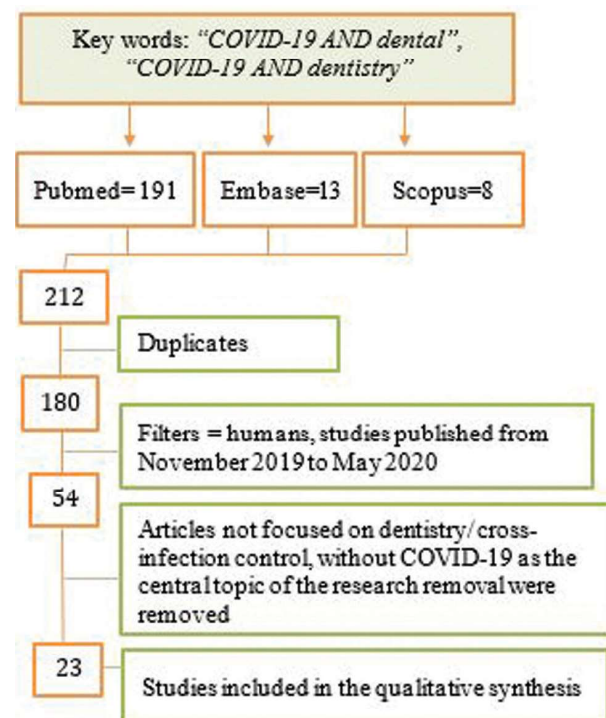 Key words: “COVID-19 AND dental”,
“COVID-19 AND dentistry”
Pubmed=191
Embase=13
Scopus=8
212
Duplicates
180
Filters = humans, studies published from
November 2019 to May 2020
54
Articles not focused on dentistry/cross-
infection control, without COVID-19 as the
central topic of the research removal were
removed
23
Studies included in the qualitative synthesis